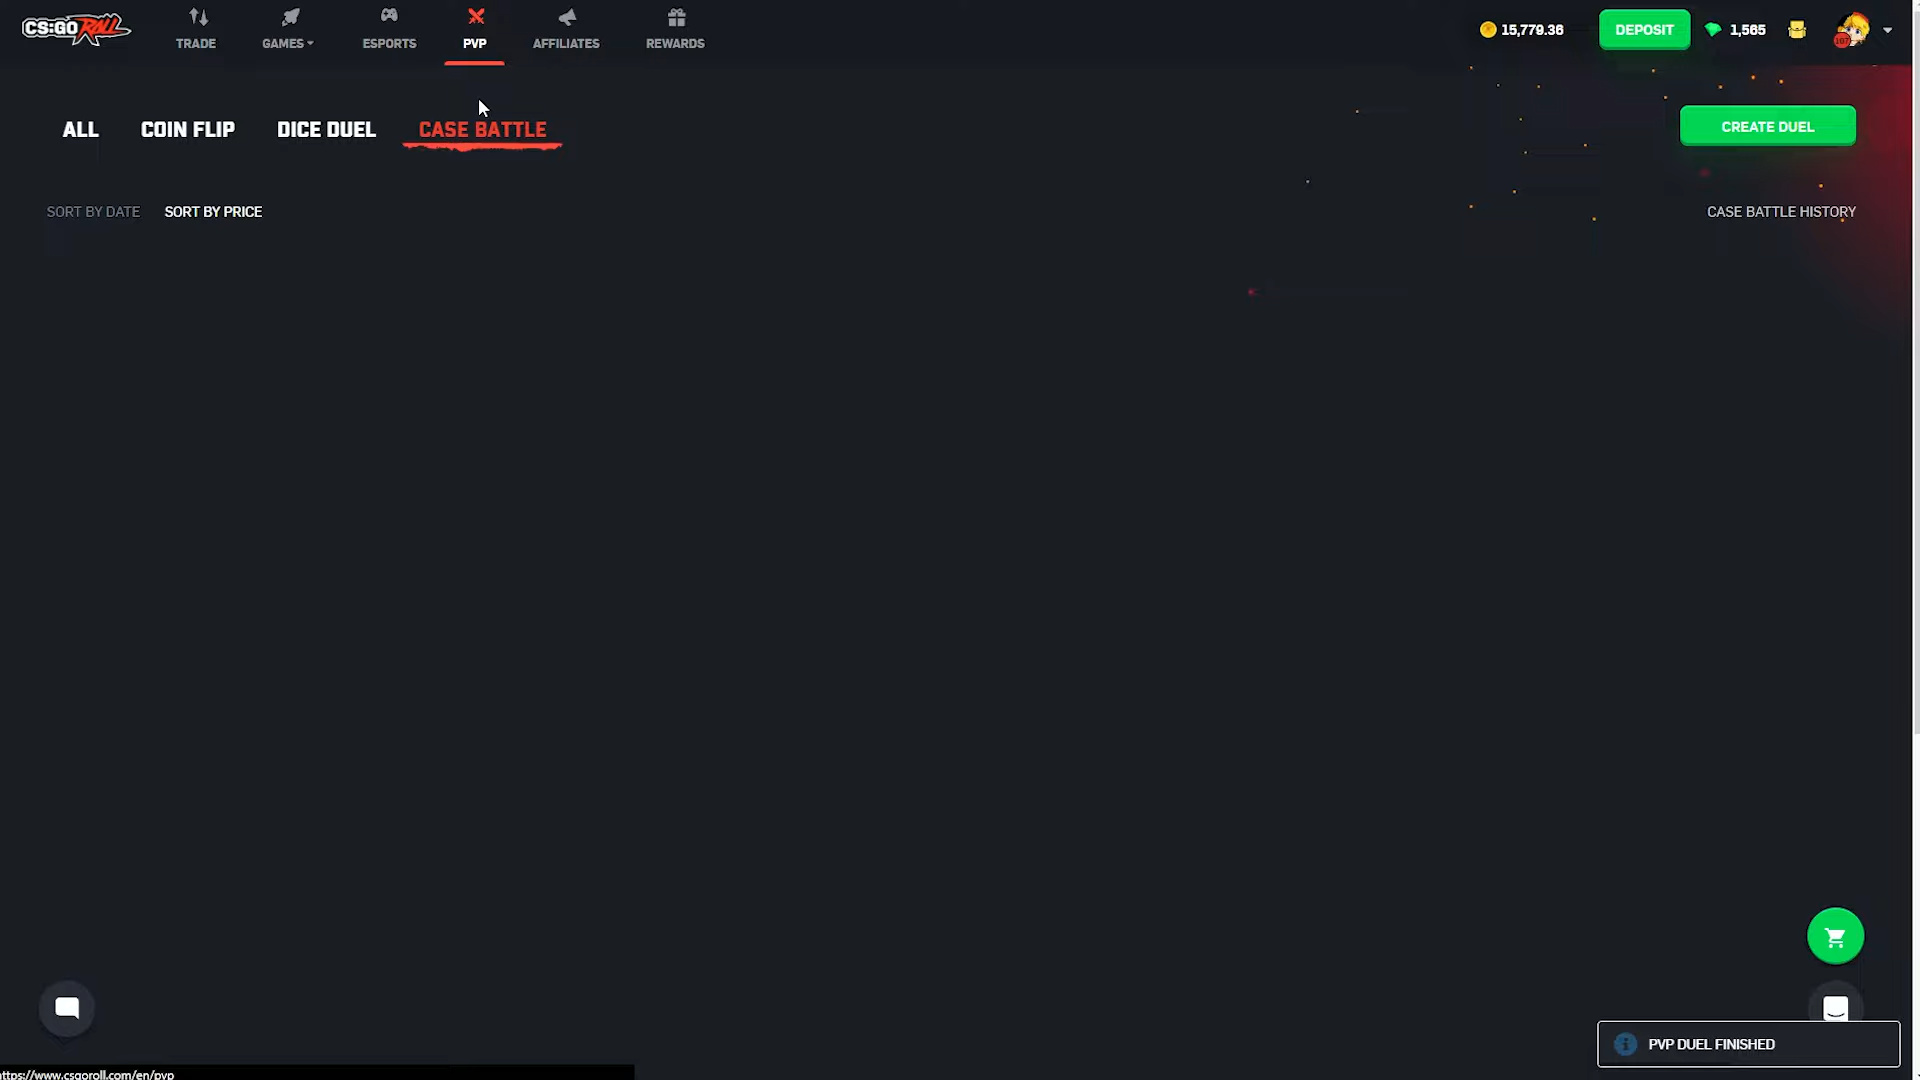 CS:GO ROLL
TRADE
GAMES
ESPORTS
PVP
AFFILIATES
REWARDS
15,779.36
DEPOSIT
1,565
107
ALL
COIN FLIP
DICE DUEL
CASE BATTLE
CREATE DUEL
SORT BY DATE
SORT BY PRICE
CASE BATTLE HISTORY
PVP DUEL FINISHED
https://www.csgoroll.com/en/pvp